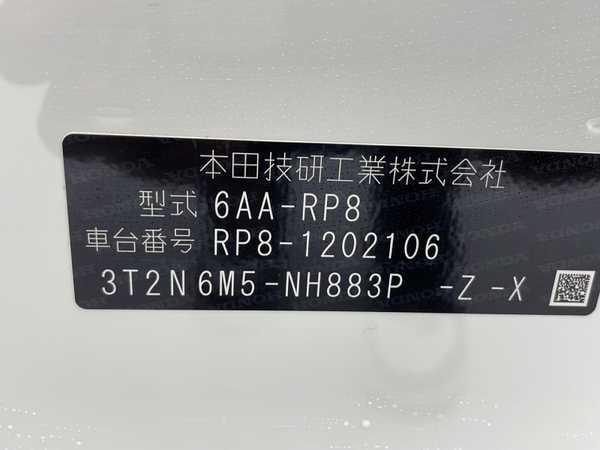 本田技研工業株式会社
型式 6AA-RP8
車台番号 RP8-1202106
3T2N6M5-NH883P -Z-X